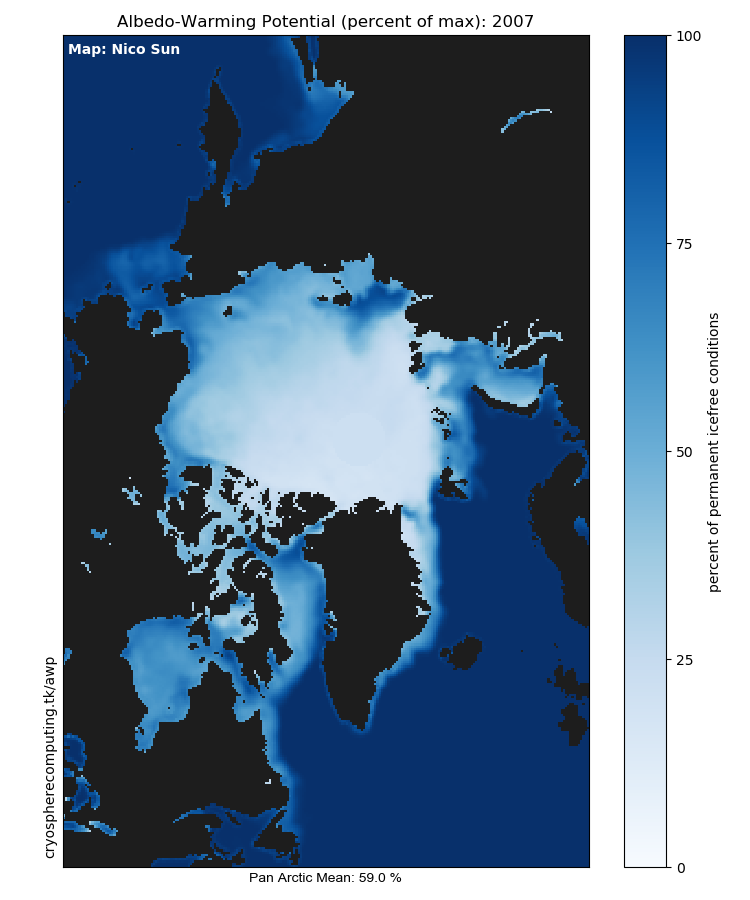 Albedo-Warming Potential (percent of max): 2007
Map: Nico Sun
100
75
50
25
0
percent of permanent icefree conditions
cryospherecomputing.tk/awp
Pan Arctic Mean: 59.0 %